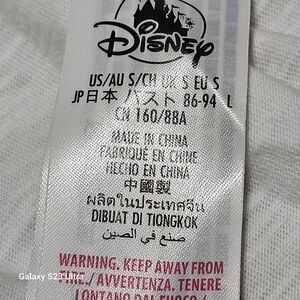 Disney
US/AU S/CH UK S EU S
JP日本 バスト 86-94 L
CN 160/88A
MADE IN CHINA
FABRIQUÉ EN CHINE
HECHO EN CHINA
中國製
ผลิตในประเทศจีน
DIBUAT DI TIONGKOK
صنع في الصين
WARNING. KEEP AWAY FROM
FIRE./ AVVERTENZA. TENERE
LONTANO DAL FUOCO
Galaxy S23 Ultra